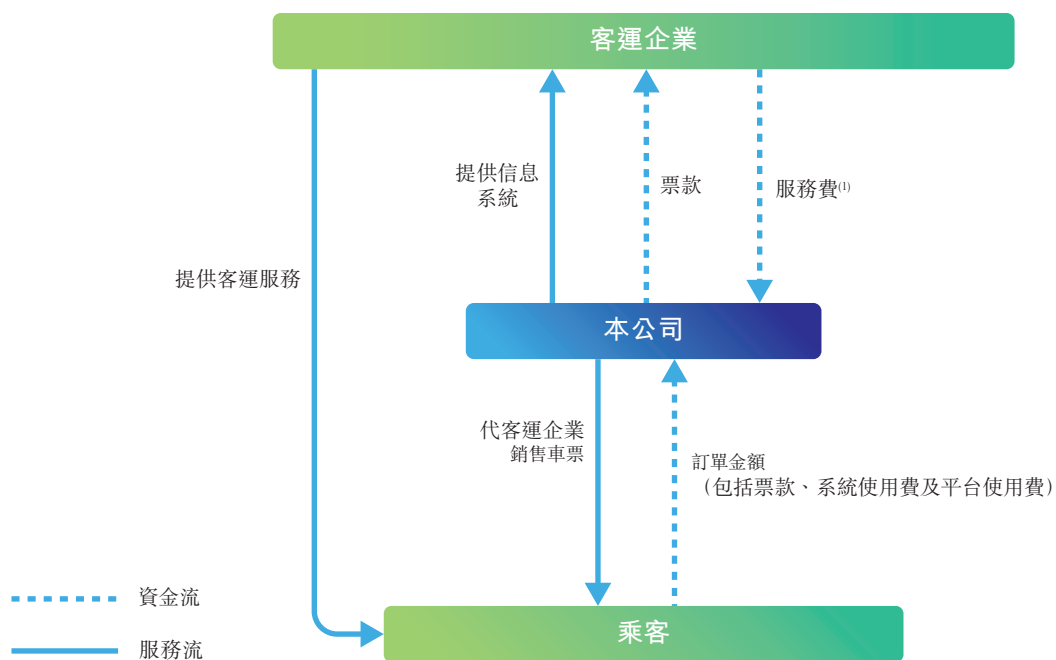 客運企業
提供信息
系統
票款
服務費(1)
提供客運服務
本公司
代客運企業
銷售車票
訂單金額
（包括票款、系統使用費及平台使用費）
資金流
乘客
服務流